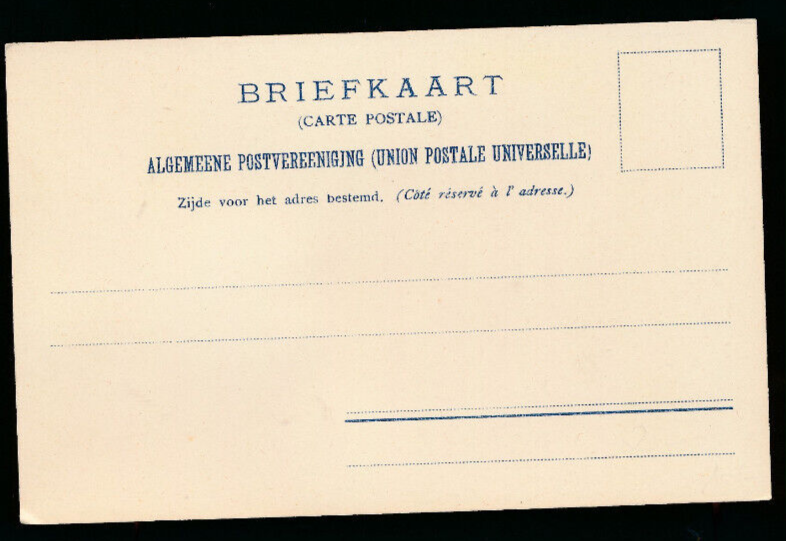 BRIEFKAART
(CARTE POSTALE)
ALGEMEENE POSTVEREENIGING (UNION POSTALE UNIVERSELLE)
Zijde voor het adres bestemd. (Côté réservé à l' adresse.)